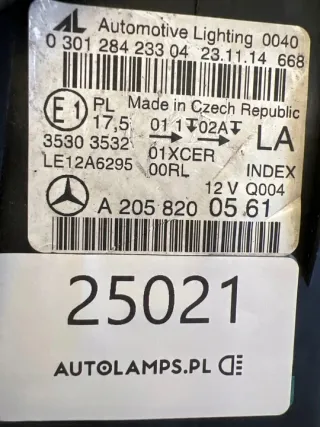 AL Automotive Lighting 0040
0 301 284 233 04 23.11.14 668
E1 PL 17,5 Made in Czech Republic
01 1 02A LA
3530 3532 01XCER
LE12A6295 00RL INDEX
12 V Q004
A 205 820 05 61
25021
AUTOLAMPS.PL